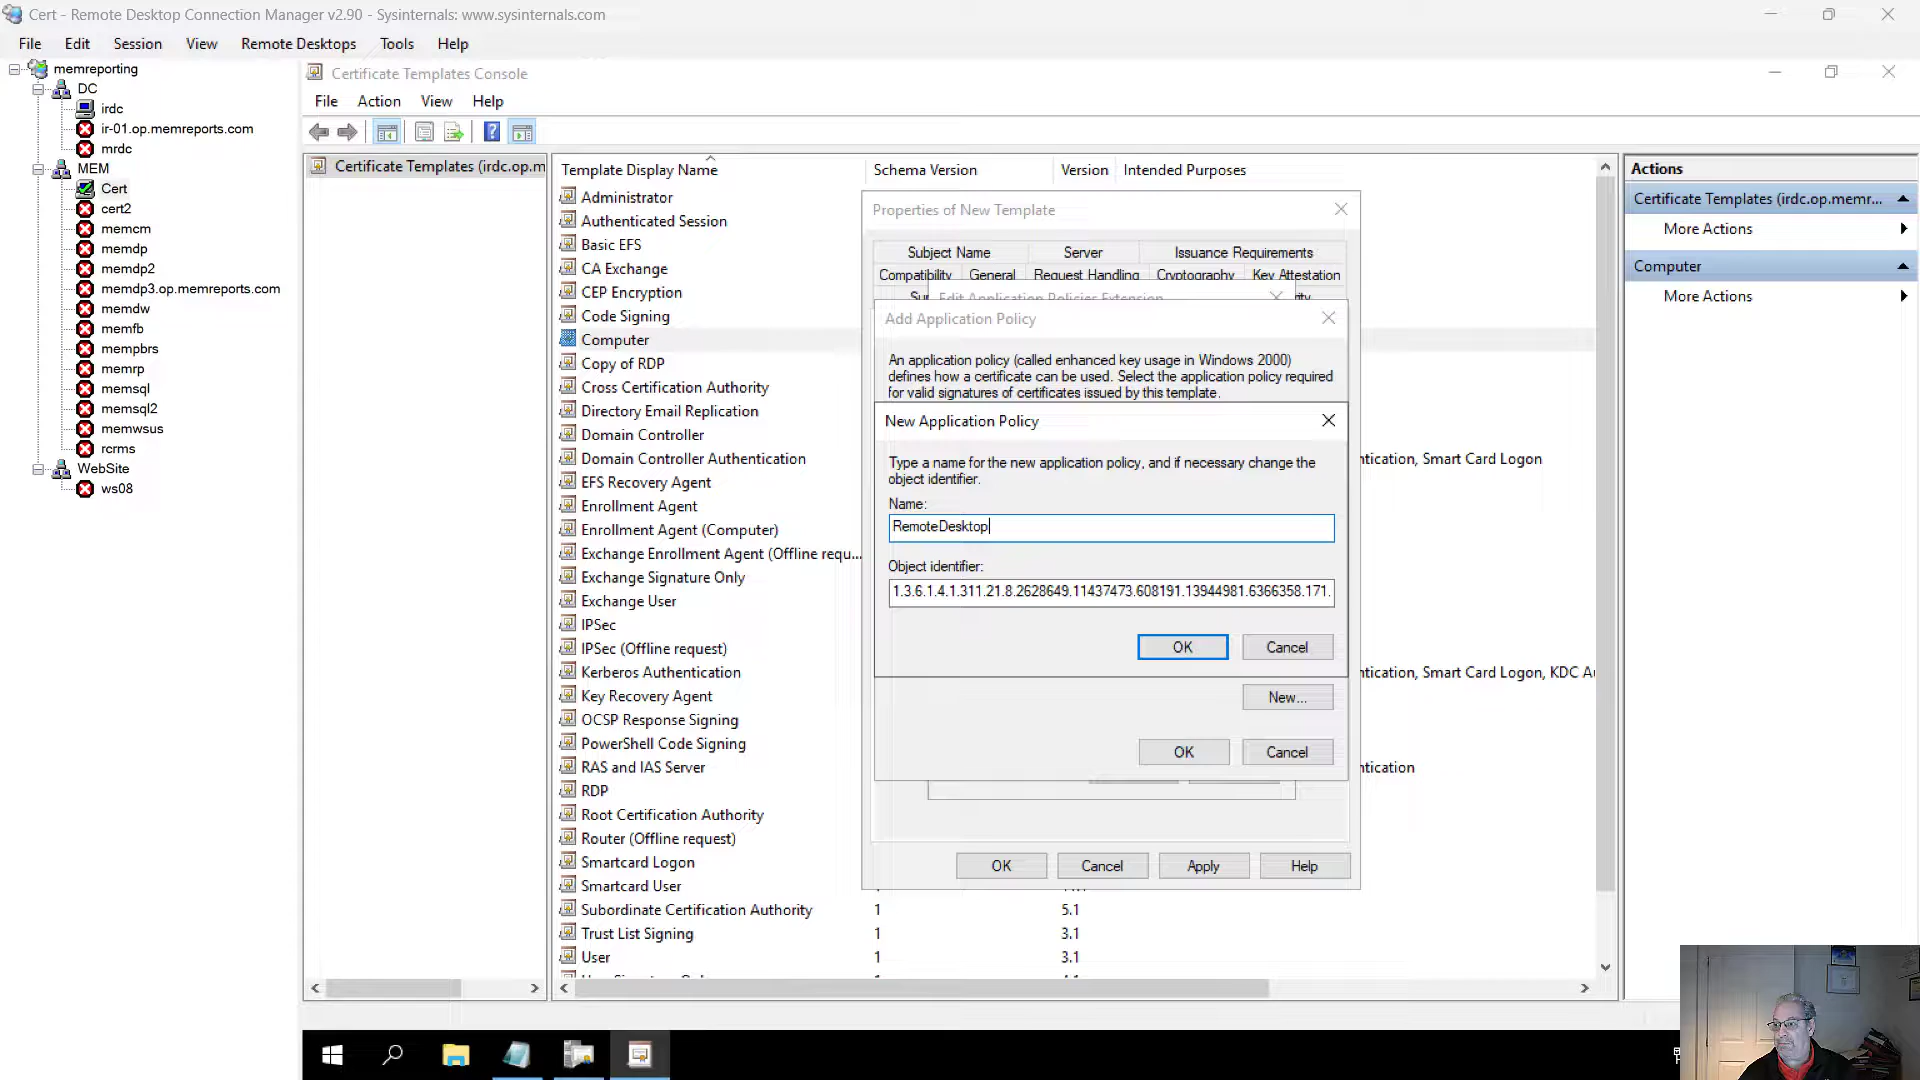 Cert - Remote Desktop Connection Manager v2.90 - Sysinternals: www.sysinternals.com
File Edit Session View Remote Desktops Tools Help
memreporting
DC
irdc
ir-01.op.memreports.com
mrdc
MEM
Cert
cert2
memcm
memdp
memdp2
memdp3.op.memreports.com
memdw
memfb
mempbrs
memrp
memsql
memsql2
memwsus
rcrms
WebSite
ws08
Certificate Templates Console
File Action View Help
Certificate Templates (irdc.op.m
Template Display Name Schema Version Version Intended Purposes
Administrator
Authenticated Session
Basic EFS
CA Exchange
CEP Encryption
Code Signing
Computer
Copy of RDP
Cross Certification Authority
Directory Email Replication
Domain Controller
Domain Controller Authentication
EFS Recovery Agent
Enrollment Agent
Enrollment Agent (Computer)
Exchange Enrollment Agent (Offline requ...
Exchange Signature Only
Exchange User
IPSec
IPSec (Offline request)
Kerberos Authentication
Key Recovery Agent
OCSP Response Signing
PowerShell Code Signing
RAS and IAS Server
RDP
Root Certification Authority
Router (Offline request)
Smartcard Logon
Smartcard User
Subordinate Certification Authority 1 5.1
Trust List Signing 1 3.1
User 1 3.1
ntication, Smart Card Logon
ntication, Smart Card Logon, KDC Au
ntication
Properties of New Template
Subject Name Server Issuance Requirements
Compatibility General Request Handling Cryptography Key Attestation
Edit Application Policies Extension
Add Application Policy
An application policy (called enhanced key usage in Windows 2000)
defines how a certificate can be used. Select the application policy required
for valid signatures of certificates issued by this template.
New Application Policy
Type a name for the new application policy, and if necessary change the
object identifier.
Name:
RemoteDesktop
Object identifier:
1.3.6.1.4.1.311.21.8.2628649.11437473.608191.13944981.6366358.171.
OK Cancel
New...
OK Cancel
OK Cancel Apply Help
Actions
Certificate Templates (irdc.op.memr...
More Actions
Computer
More Actions